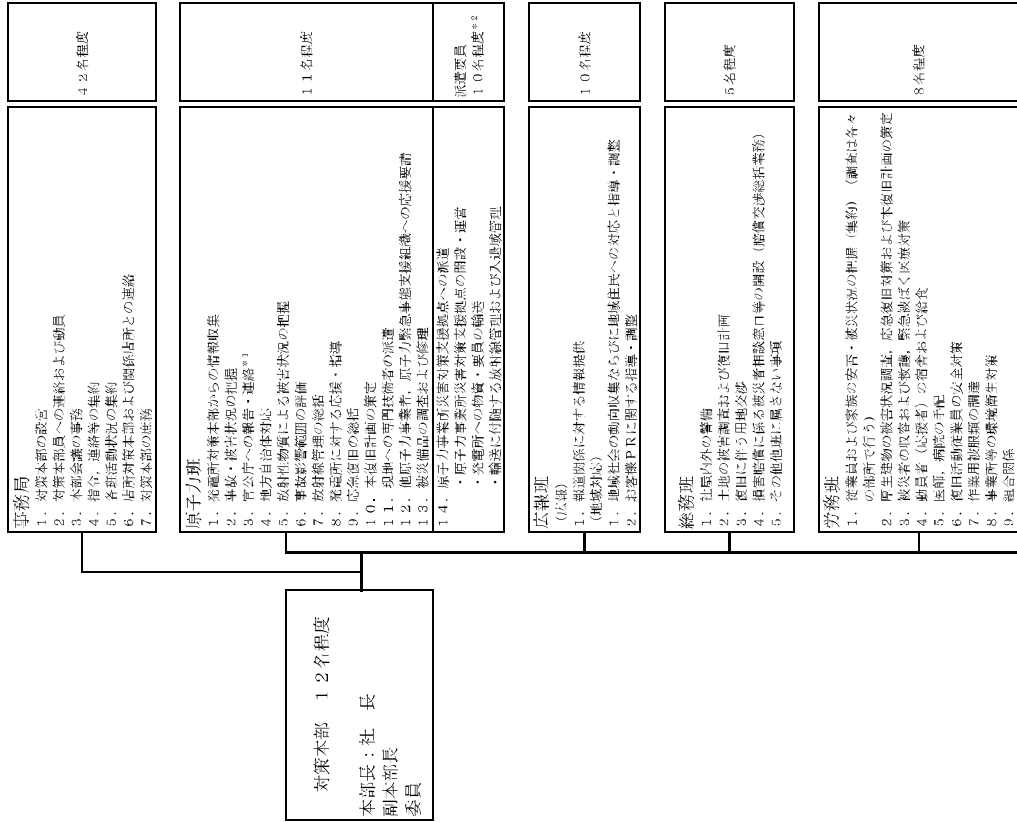 対策本部　１２名程度
本部長：社　長
副本部長
委員
事務局
１．対策本部の設営
２．対策本部員への連絡および動員
３．本部会議の事務
４．指令，連絡等の集約
５．各班活動状況の集約
６．店所対策本部および関係店所との連絡
７．対策本部の庶務
４２名程度
原子力班
１．発電所対策本部からの情報収集
２．事故・被害状況の把握
３．官公庁への報告・連絡＊１
４．地方自治体対応
５．放射性物質による被害状況の把握
６．事故影響範囲の評価
７．放射線管理の総括
８．発電所に対する応援・指導
９．応急復旧の総括
１０．本復旧計画の策定
１１．現地への専門技術者の派遣
１２．他原子力事業者，原子力緊急事態支援組織への応援要請
１３．被災備品の調査および修理
１１名程度
１４．原子力事業所災害対策支援拠点への派遣
・原子力事業所災害対策支援拠点の開設・運営
・発電所への物資・要員の輸送
・輸送に付随する放射線管理および入退域管理
派遣要員
１０名程度＊２
広報班
（広報）
１．報道関係に対する情報提供
（地域対応）
１．地域社会の動向収集ならびに地域住民への対応と指導・調整
２．お客様ＰＲに関する指導・調整
１０名程度
総務班
１．社屋内外の警備
２　土地の被害調査および復旧計画
３．復旧に伴う用地交渉
４．損害賠償に係る被災者相談窓口等の開設（賠償交渉総括業務）
５．その他他班に属さない事項
５名程度
労務班
１．従業員および家族の安否・被災状況の把握（集約）（調査は各々
の箇所で行う）
２．厚生建物の被害状況調査，応急復旧対策および本復旧計画の策定
３．被災者の収容および救護，緊急被ばく医療対策
４．動員者（応援者）の宿舎および給食
５．医師，病院の手配
６．復旧活動従業員の安全対策
７．作業用被服類の調達
８．事業所等の環境衛生対策
９．組合関係
８名程度